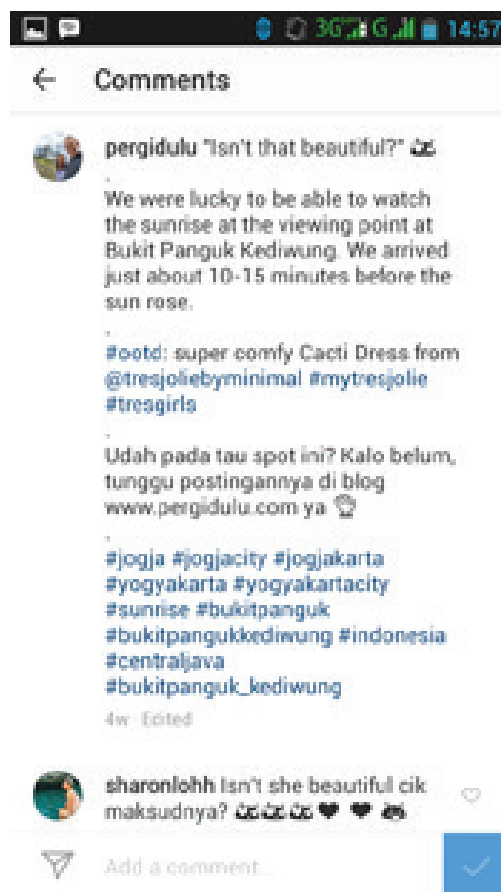 3G G 14:57
Comments
pergidulu "Isn't that beautiful?"
.
We were lucky to be able to watch
the sunrise at the viewing point at
Bukit Panguk Kediwung. We arrived
just about 10-15 minutes before the
sun rose.
.
#ootd: super comfy Cacti Dress from
@tresjoliebyminimal #mytresjolie
#tresgirls
.
Udah pada tau spot ini? Kalo belum,
tunggu postingannya di blog
www.pergidulu.com ya
.
#jogja #jogjacity #jogjakarta
#yogyakarta #yogyakartacity
#sunrise #bukitpanguk
#bukitpangukkediwung #indonesia
#centraljava
#bukitpanguk_kediwung
4w Edited
sharonlohh Isn't she beautiful cik
maksudnya?
Add a comment...